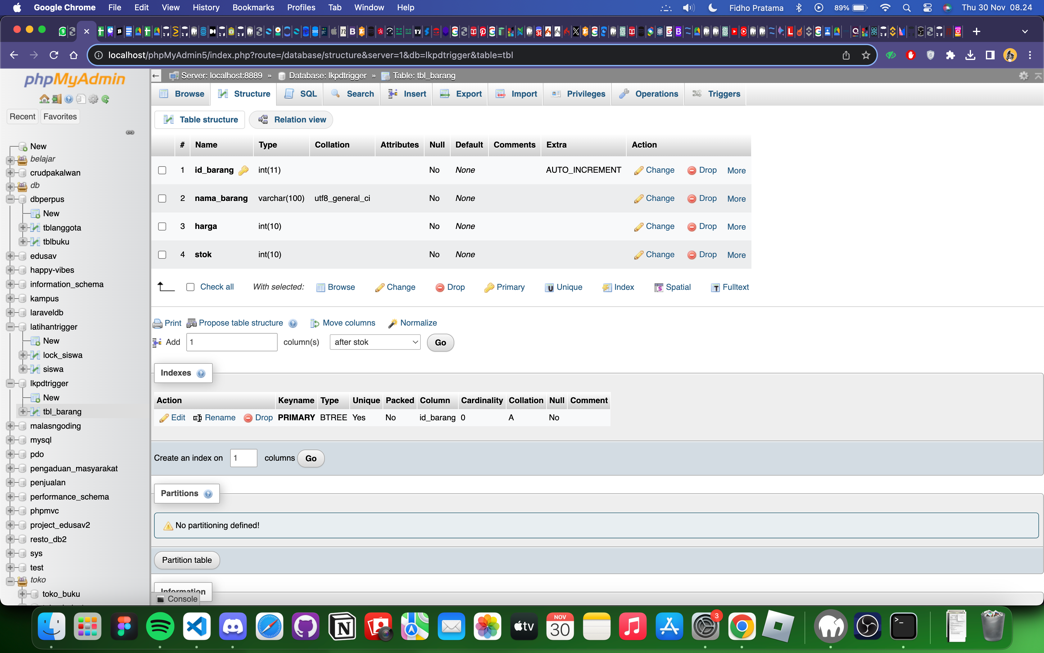 Google Chrome File Edit View History Bookmarks Profiles Tab Window Help Fidho Pratama 89% Thu 30 Nov 08.24
localhost/phpMyAdmin5/index.php?route=/database/structure&server=1&db=lkpdtrigger&table=tbl
phpMyAdmin
Recent Favorites
New
belajar
crudpakalwan
db
dbperpus
New
tblanggota
tblbuku
edusav
happy-vibes
information_schema
kampus
laraveldb
latihantrigger
New
lock_siswa
siswa
lkpdtrigger
New
tbl_barang
malasngoding
mysql
pdo
pengaduan_masyarakat
penjualan
performance_schema
phpmvc
project_edusav2
resto_db2
sys
test
toko
toko_buku
Server: localhost:8889 » Database: lkpdtrigger » Table: tbl_barang
Browse Structure SQL Search Insert Export Import Privileges Operations Triggers
Table structure Relation view
# Name Type Collation Attributes Null Default Comments Extra Action
1 id_barang int(11) No None AUTO_INCREMENT Change Drop More
2 nama_barang varchar(100) utf8_general_ci No None Change Drop More
3 harga int(10) No None Change Drop More
4 stok int(10) No None Change Drop More
Check all With selected: Browse Change Drop Primary Unique Index Spatial Fulltext
Print Propose table structure Move columns Normalize
Add 1 column(s) after stok Go
Indexes
Action Keyname Type Unique Packed Column Cardinality Collation Null Comment
Edit Rename Drop PRIMARY BTREE Yes No id_barang 0 A No
Create an index on 1 columns Go
Partitions
No partitioning defined!
Partition table
Information
Console
NOV
30
tv
3